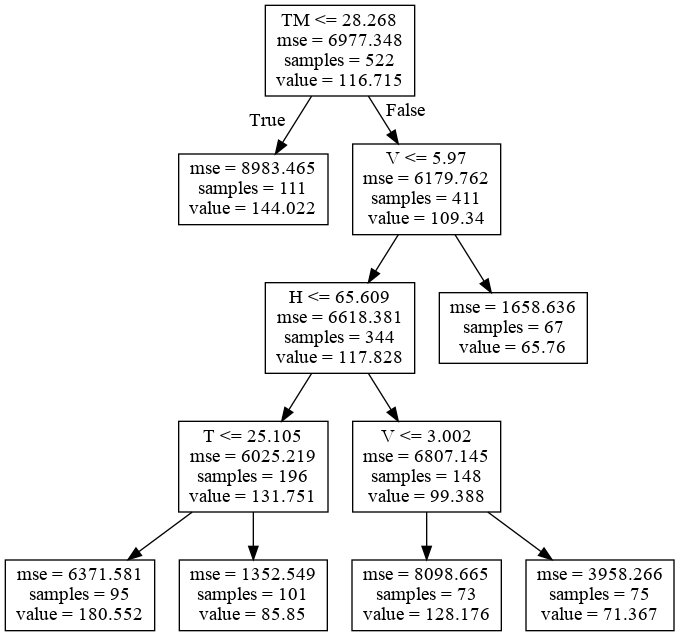 TM <= 28.268
mse = 6977.348
samples = 522
value = 116.715
True
False
mse = 8983.465
samples = 111
value = 144.022
V <= 5.97
mse = 6179.762
samples = 411
value = 109.34
H <= 65.609
mse = 6618.381
samples = 344
value = 117.828
mse = 1658.636
samples = 67
value = 65.76
T <= 25.105
mse = 6025.219
samples = 196
value = 131.751
V <= 3.002
mse = 6807.145
samples = 148
value = 99.388
mse = 6371.581
samples = 95
value = 180.552
mse = 1352.549
samples = 101
value = 85.85
mse = 8098.665
samples = 73
value = 128.176
mse = 3958.266
samples = 75
value = 71.367